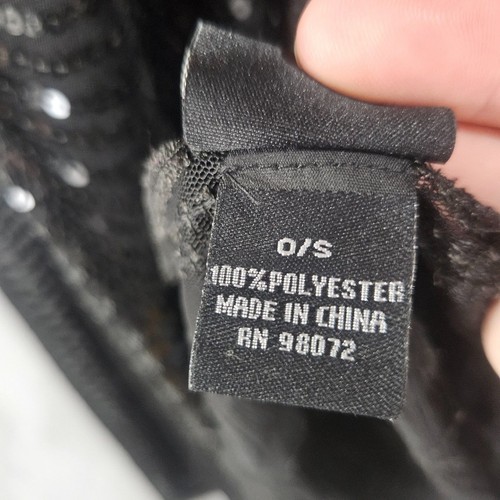 O/S
100%POLYESTER
MADE IN CHINA
RN 98072